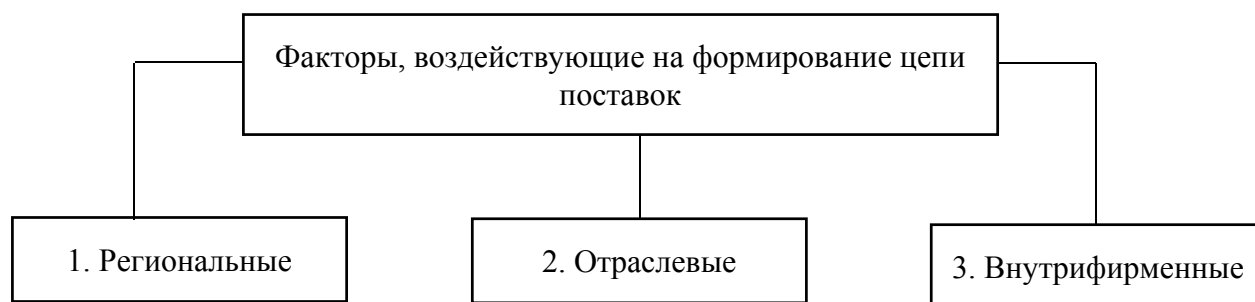 Факторы, воздействующие на формирование цепи
поставок
1. Региональные
2. Отраслевые
3. Внутрифирменные